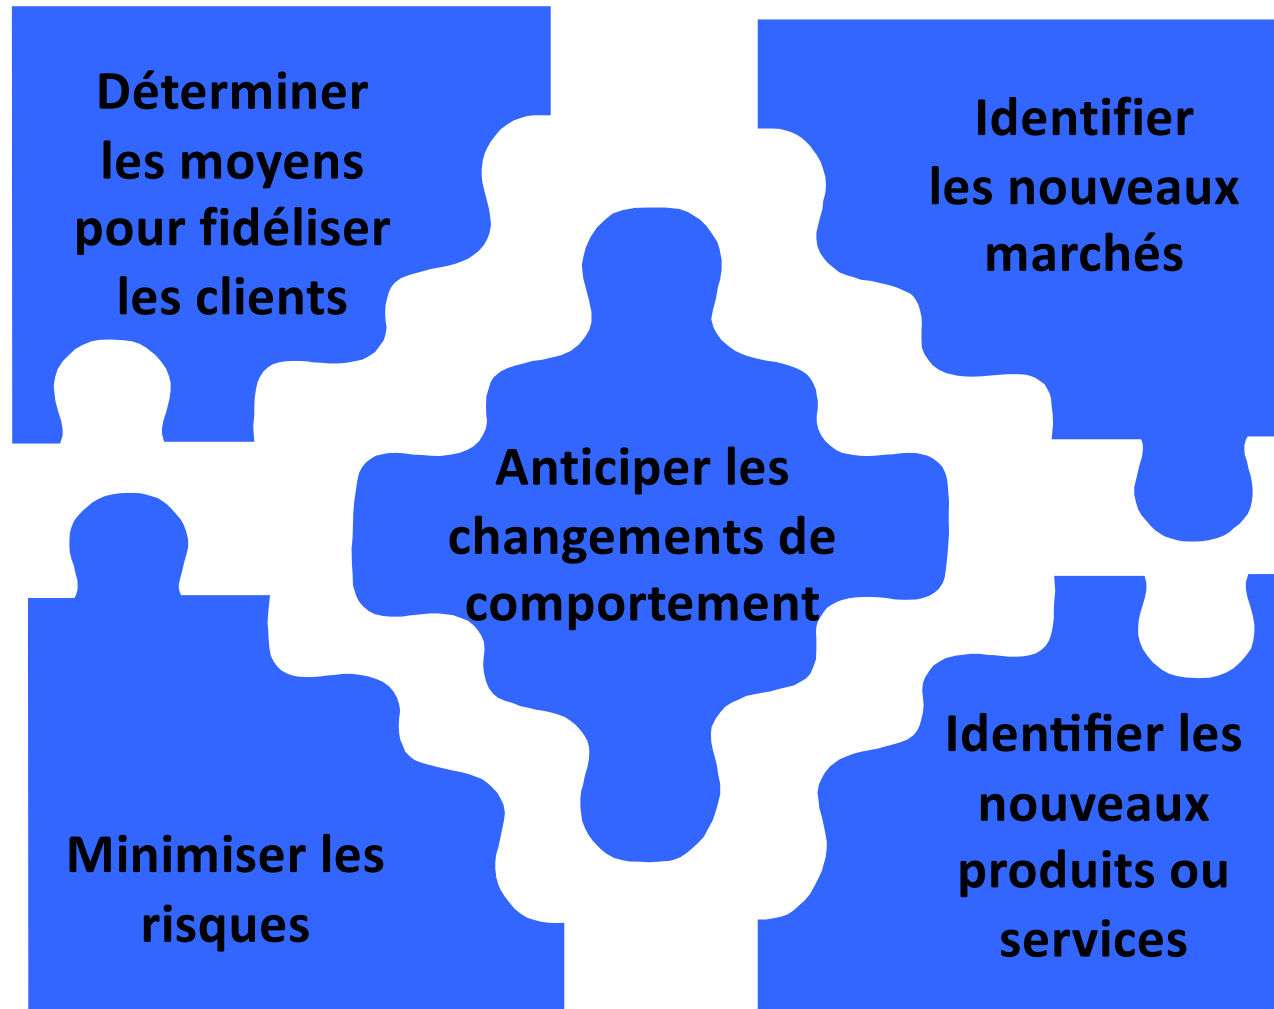 Déterminer
les moyens
pour fidéliser
les clients
Identifier
les nouveaux
marchés
Anticiper les
changements de
comportement
Minimiser les
risques
Identifier les
nouveaux
produits ou
services